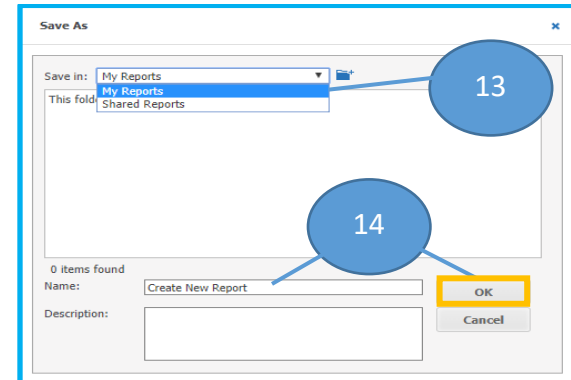 Save As
×
Save in: My Reports
My Reports
Shared Reports
This fold
13
14
0 items found
Name: Create New Report
OK
Description:
Cancel